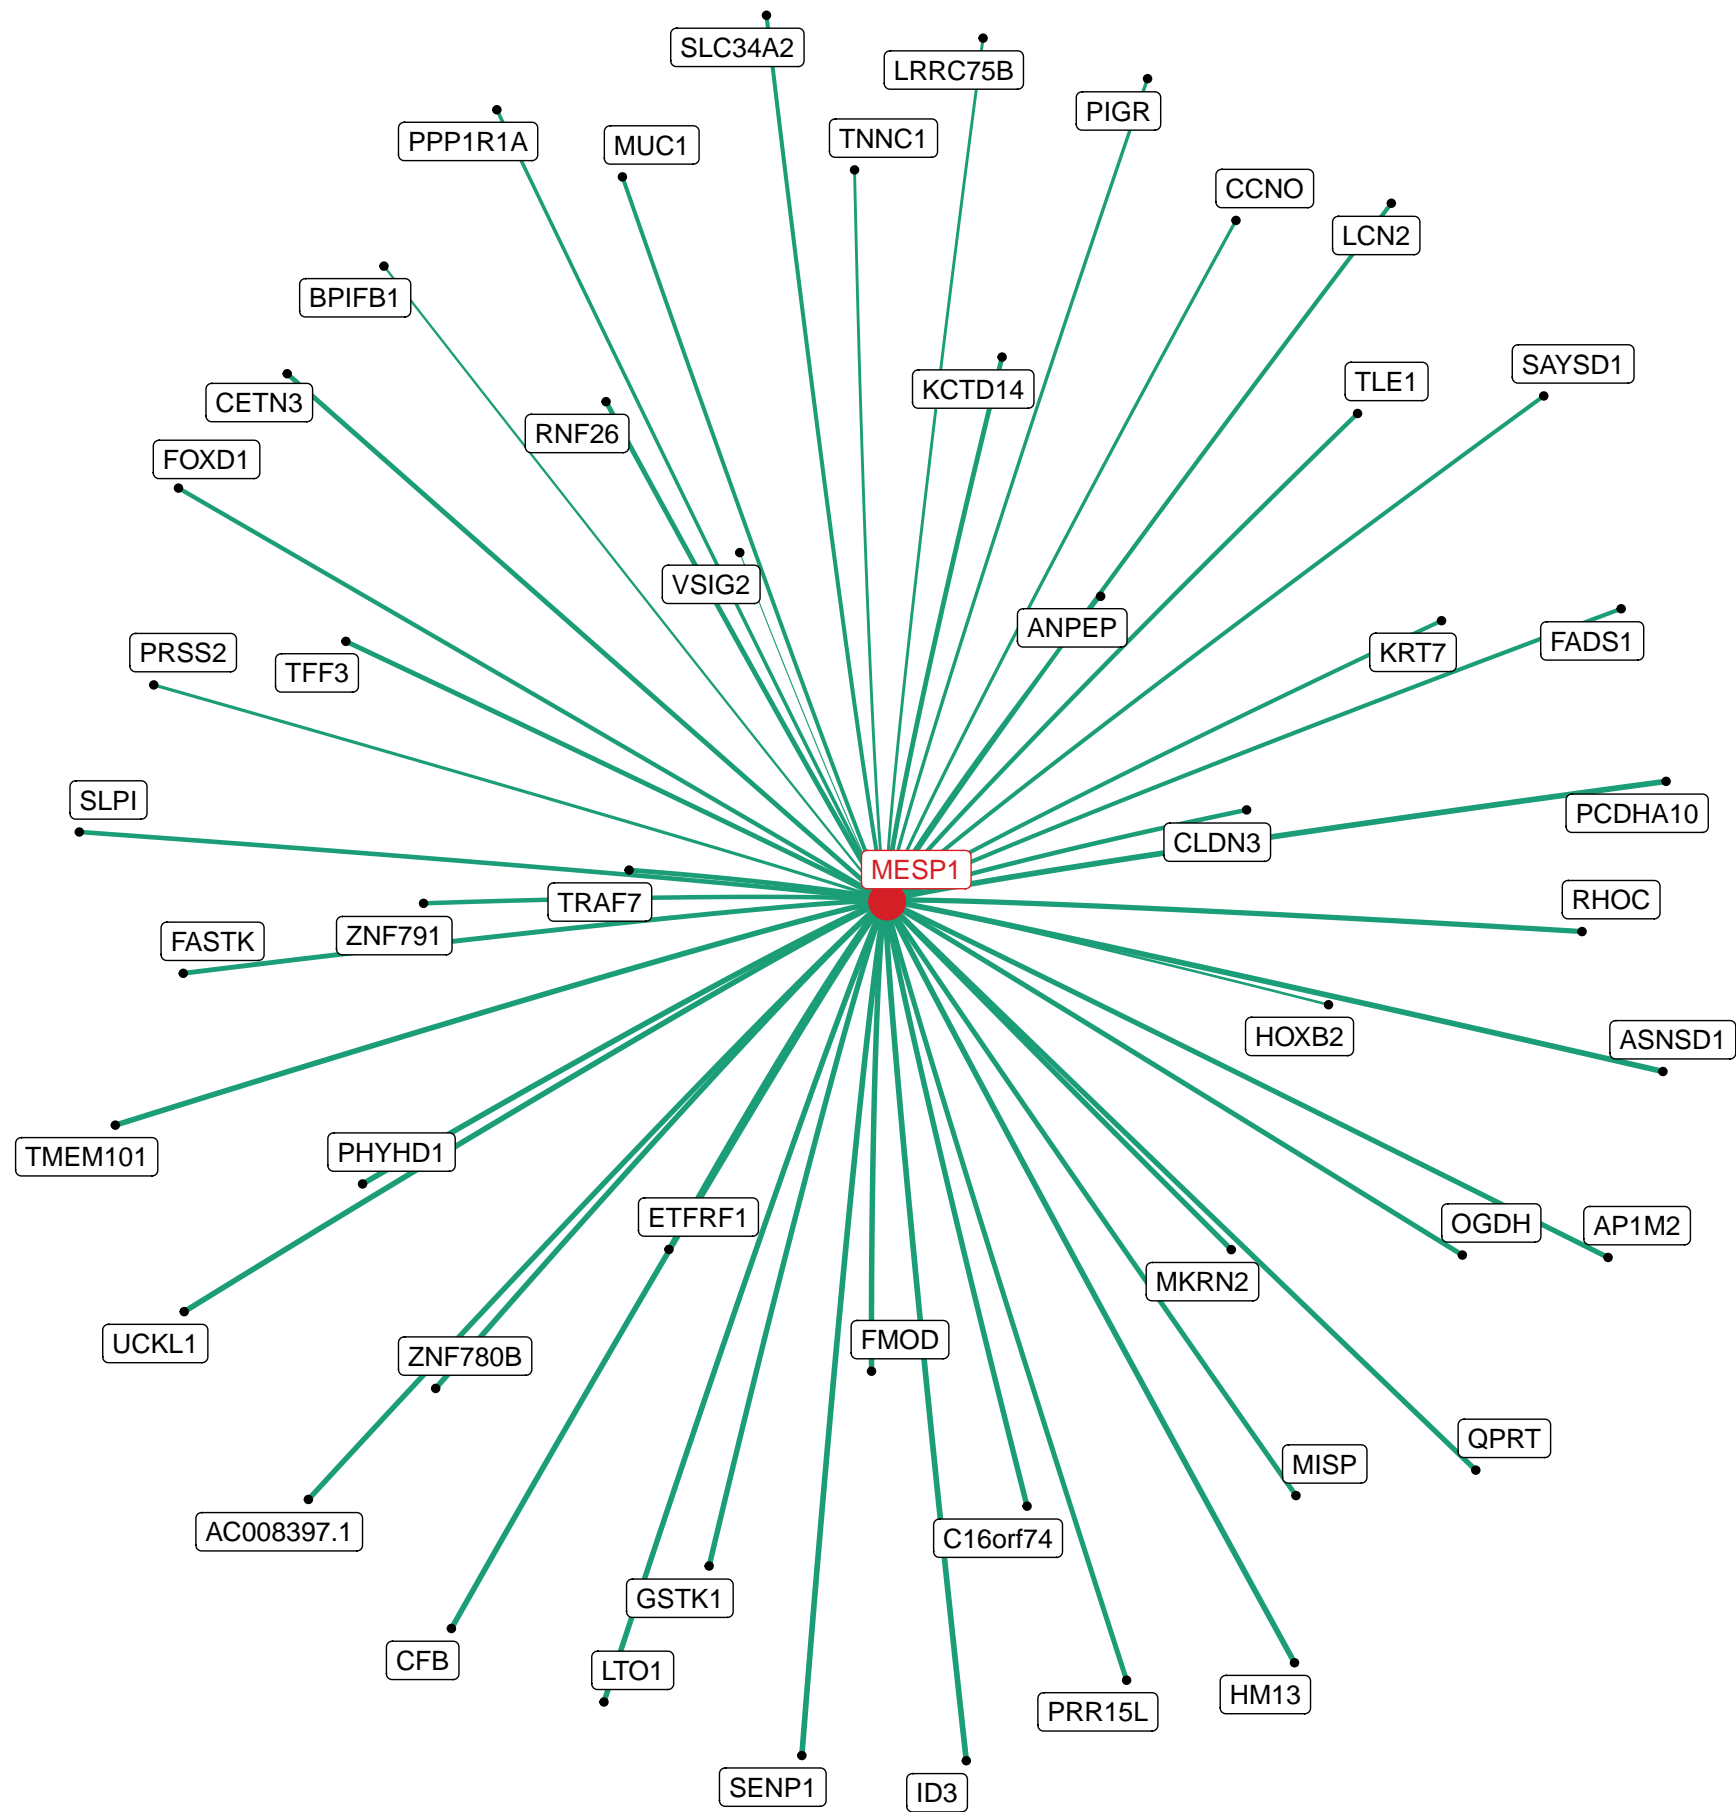 SLC34A2
LRRC75B
PIGR
PPP1R1A
MUC1
TNNC1
CCNO
LCN2
BPIFB1
SAYSD1
TLE1
KCTD14
CETN3
RNF26
FOXD1
VSIG2
ANPEP
FADS1
KRT7
PRSS2
TFF3
SLPI
PCDHA10
CLDN3
MESP1
TRAF7
RHOC
ZNF791
FASTK
HOXB2
ASNSD1
TMEM101
PHYHD1
ETFRF1
OGDH
AP1M2
MKRN2
UCKL1
FMOD
ZNF780B
QPRT
MISP
AC008397.1
C16orf74
GSTK1
CFB
LTO1
HM13
PRR15L
SENP1
ID3